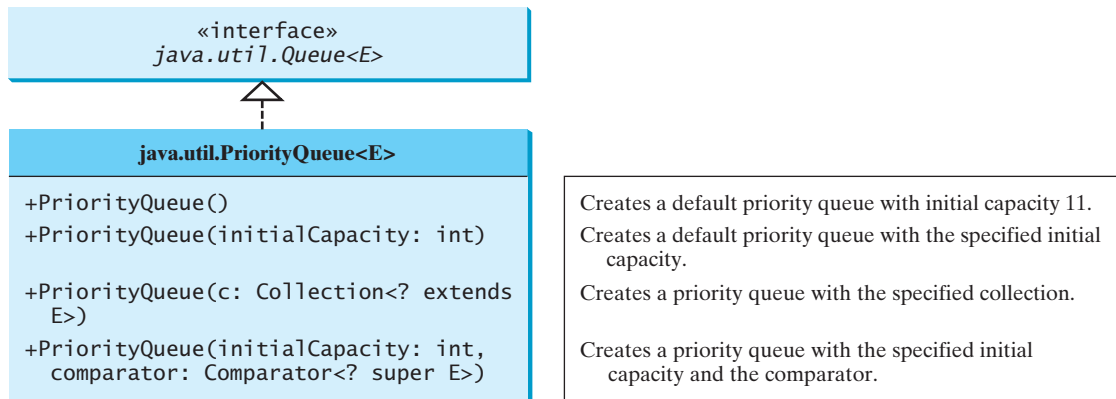 «interface»
java.util.Queue<E>
java.util.PriorityQueue<E>
+PriorityQueue()
Creates a default priority queue with initial capacity 11.
+PriorityQueue(initialCapacity: int)
Creates a default priority queue with the specified initial
capacity.
+PriorityQueue(c: Collection<? extends
E>)
Creates a priority queue with the specified collection.
+PriorityQueue(initialCapacity: int,
comparator: Comparator<? super E>)
Creates a priority queue with the specified initial
capacity and the comparator.